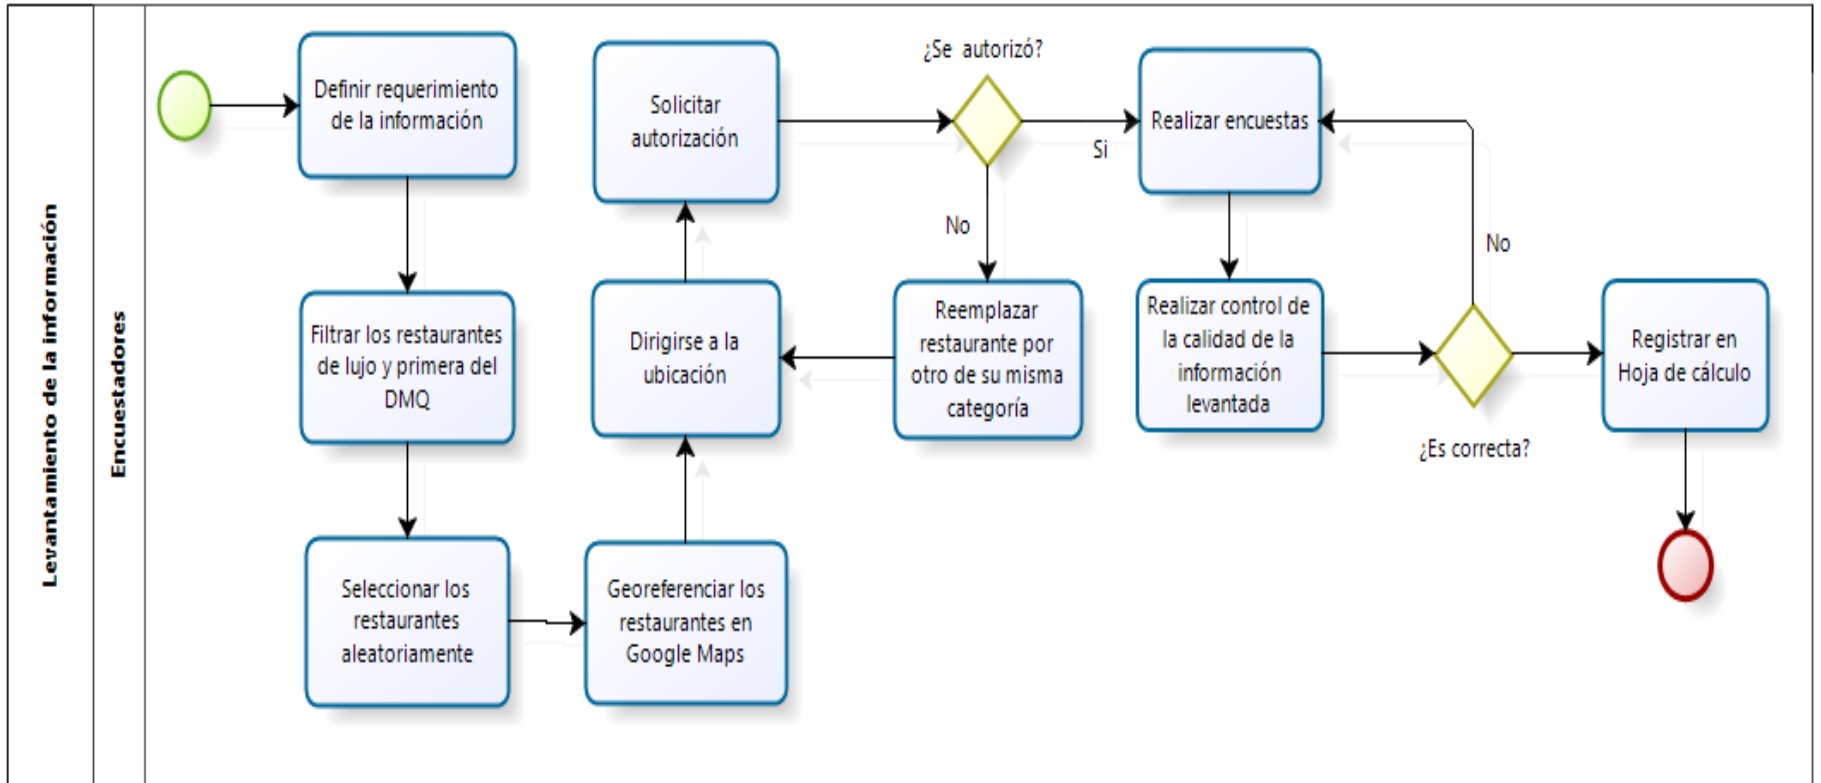 Levantamiento de la información
Encuestadores
Definir requerimiento
de la información
Filtrar los restaurantes
de lujo y primera del
DMQ
Seleccionar los
restaurantes
aleatoriamente
Georeferenciar los
restaurantes en
Google Maps
Dirigirse a la
ubicación
Solicitar
autorización
¿Se autorizó?
Si
No
Reemplazar
restaurante por
otro de su misma
categoría
Realizar encuestas
Realizar control de
la calidad de la
información
levantada
¿Es correcta?
No
Registrar en
Hoja de cálculo